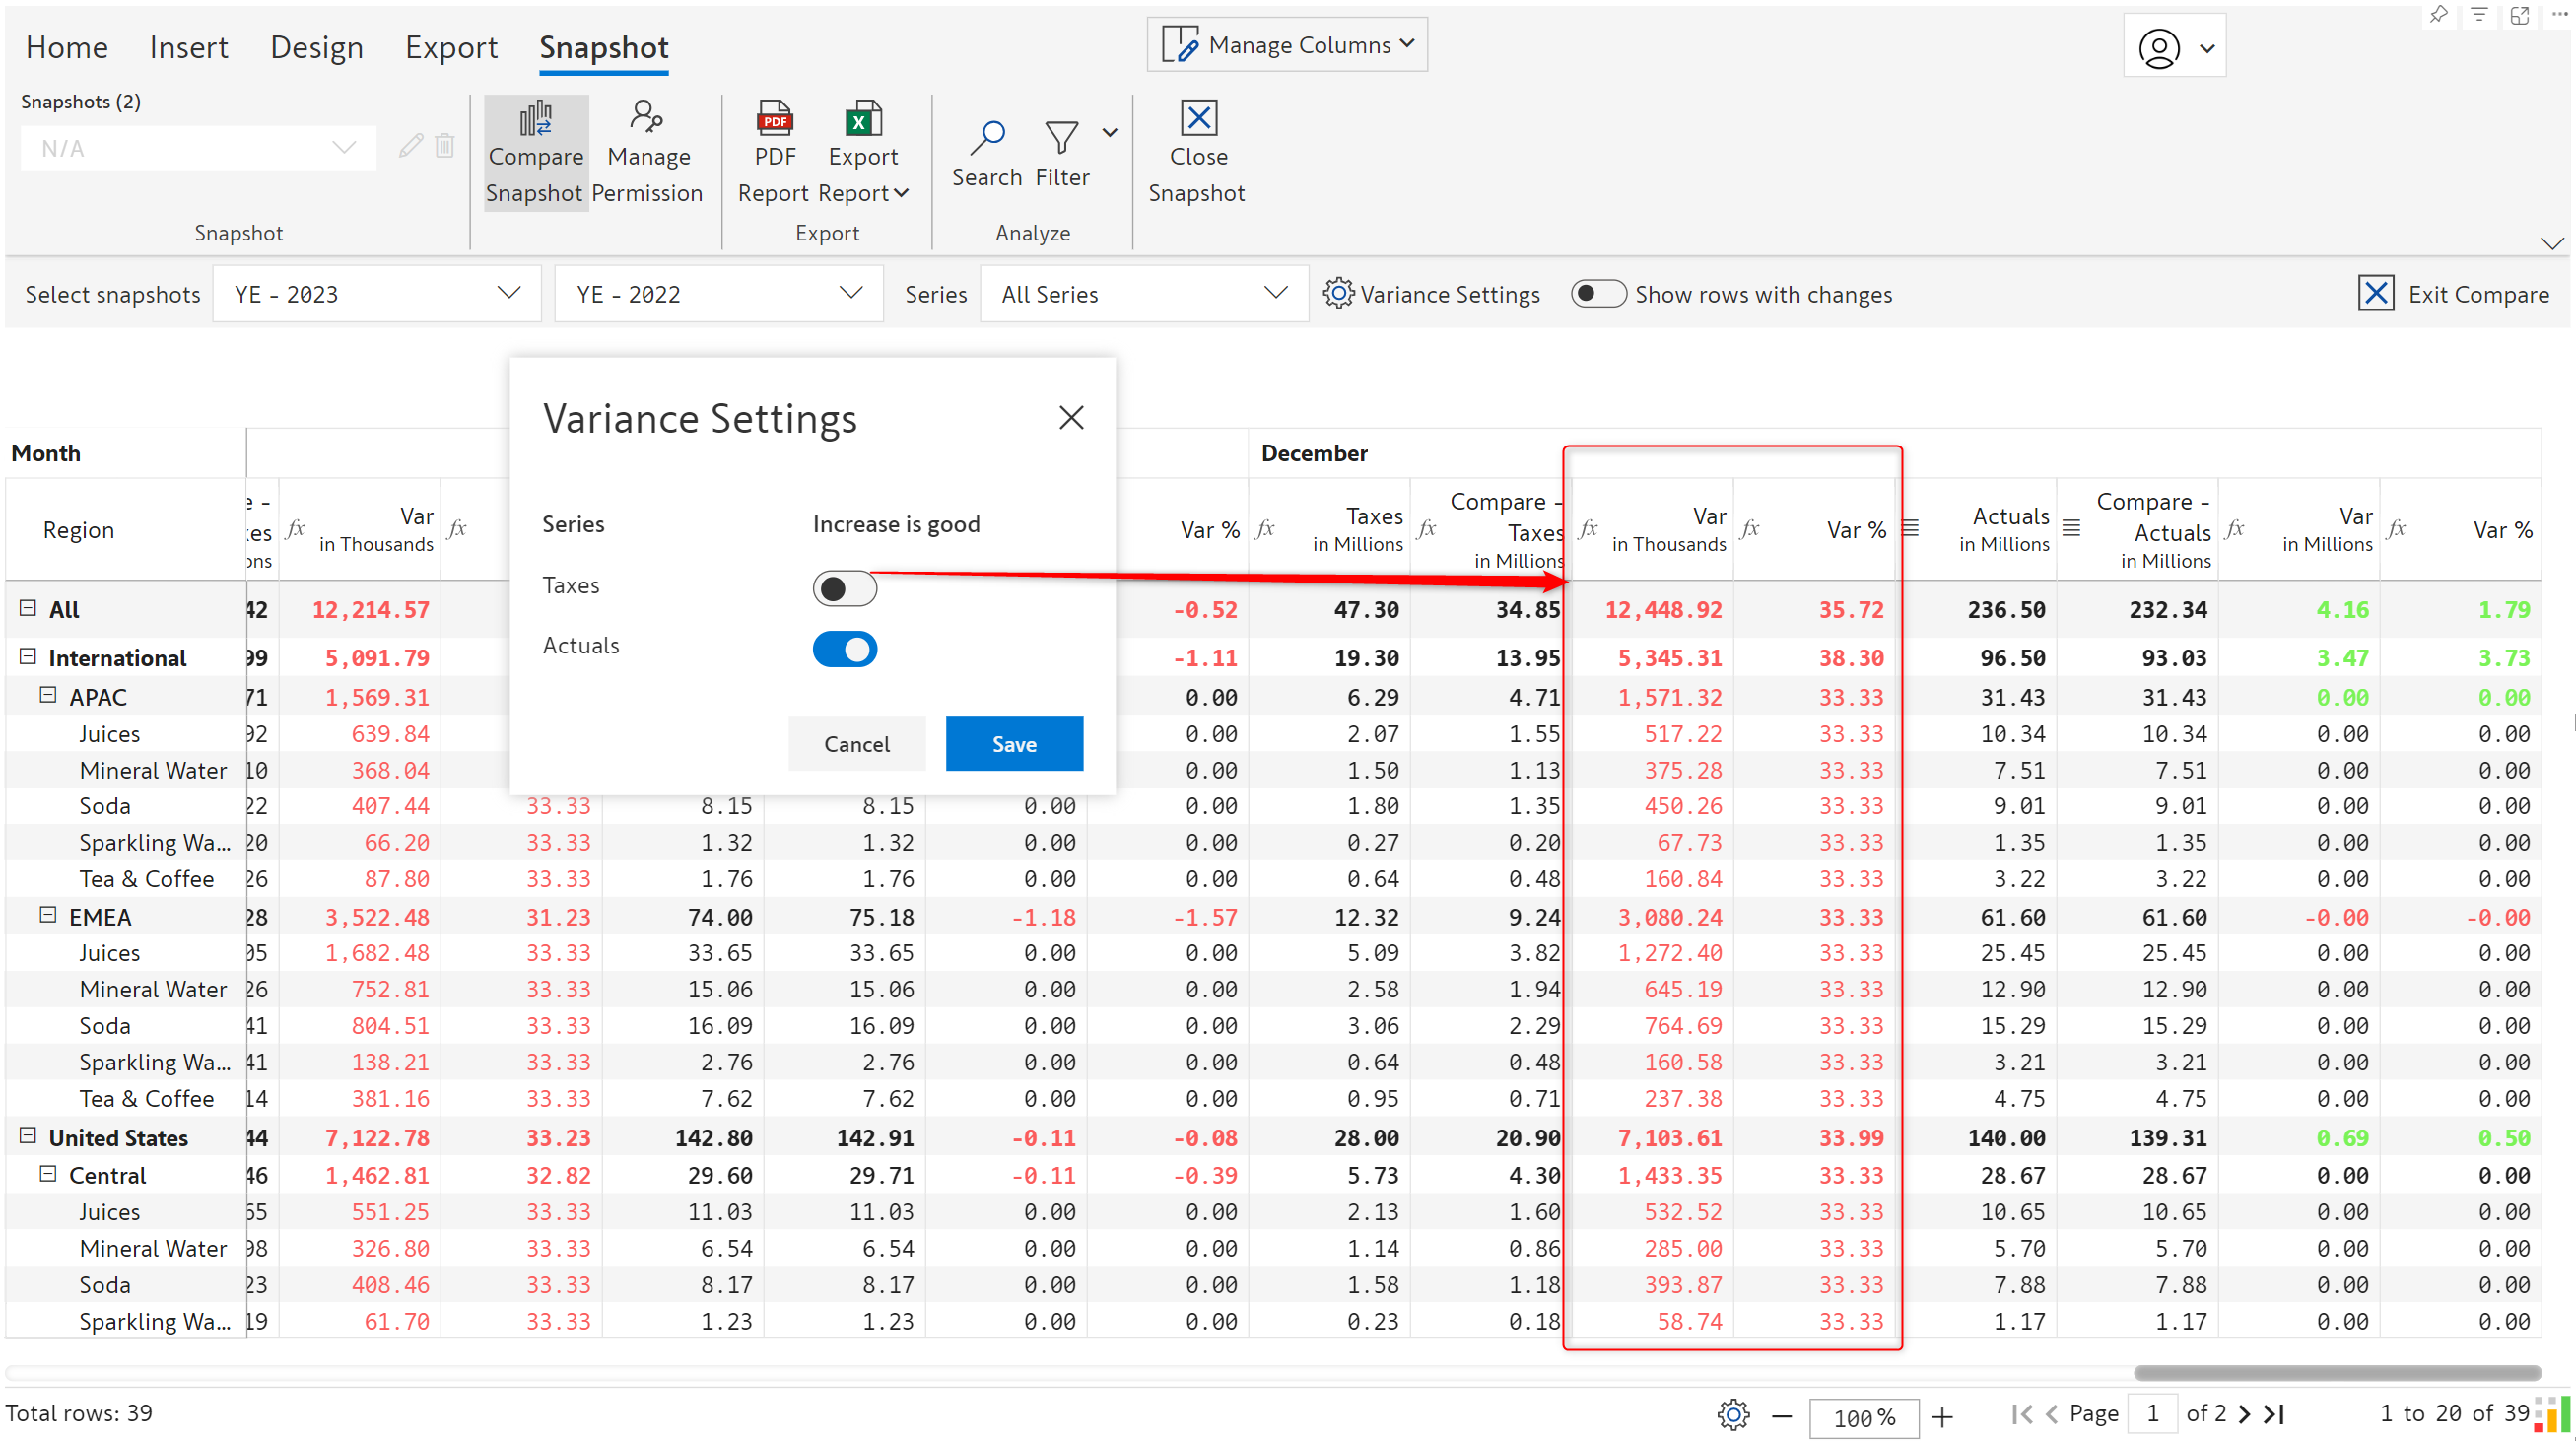 Home Insert Design Export Snapshot
Manage Columns
Snapshots (2)
N/A
Compare Snapshot
Manage Permission
PDF Report
Export Report
Search
Filter
Close Snapshot
Snapshot
Export
Analyze
Select snapshots YE - 2023 YE - 2022 Series All Series Variance Settings Show rows with changes Exit Compare
Variance Settings
Series Increase is good
Taxes
Actuals
Cancel Save
Month December
Region
e -
es
ons
fx Var in Thousands
fx
Var %
fx Taxes in Millions
fx Compare - Taxes in Millions
fx Var in Thousands
fx Var %
Actuals in Millions
Compare - Actuals in Millions
fx Var in Millions
fx Var %
All 42 12,214.57 -0.52 47.30 34.85 12,448.92 35.72 236.50 232.34 4.16 1.79
International 99 5,091.79 -1.11 19.30 13.95 5,345.31 38.30 96.50 93.03 3.47 3.73
APAC 71 1,569.31 0.00 6.29 4.71 1,571.32 33.33 31.43 31.43 0.00 0.00
Juices 92 639.84 0.00 2.07 1.55 517.22 33.33 10.34 10.34 0.00 0.00
Mineral Water 10 368.04 0.00 1.50 1.13 375.28 33.33 7.51 7.51 0.00 0.00
Soda 22 407.44 33.33 8.15 8.15 0.00 0.00 1.80 1.35 450.26 33.33 9.01 9.01 0.00 0.00
Sparkling Wa... 20 66.20 33.33 1.32 1.32 0.00 0.00 0.27 0.20 67.73 33.33 1.35 1.35 0.00 0.00
Tea & Coffee 26 87.80 33.33 1.76 1.76 0.00 0.00 0.64 0.48 160.84 33.33 3.22 3.22 0.00 0.00
EMEA 28 3,522.48 31.23 74.00 75.18 -1.18 -1.57 12.32 9.24 3,080.24 33.33 61.60 61.60 -0.00 -0.00
Juices 05 1,682.48 33.33 33.65 33.65 0.00 0.00 5.09 3.82 1,272.40 33.33 25.45 25.45 0.00 0.00
Mineral Water 26 752.81 33.33 15.06 15.06 0.00 0.00 2.58 1.94 645.19 33.33 12.90 12.90 0.00 0.00
Soda 41 804.51 33.33 16.09 16.09 0.00 0.00 3.06 2.29 764.69 33.33 15.29 15.29 0.00 0.00
Sparkling Wa... 41 138.21 33.33 2.76 2.76 0.00 0.00 0.64 0.48 160.58 33.33 3.21 3.21 0.00 0.00
Tea & Coffee 14 381.16 33.33 7.62 7.62 0.00 0.00 0.95 0.71 237.38 33.33 4.75 4.75 0.00 0.00
United States 44 7,122.78 33.23 142.80 142.91 -0.11 -0.08 28.00 20.90 7,103.61 33.99 140.00 139.31 0.69 0.50
Central 46 1,462.81 32.82 29.60 29.71 -0.11 -0.39 5.73 4.30 1,433.35 33.33 28.67 28.67 0.00 0.00
Juices 65 551.25 33.33 11.03 11.03 0.00 0.00 2.13 1.60 532.52 33.33 10.65 10.65 0.00 0.00
Mineral Water 98 326.80 33.33 6.54 6.54 0.00 0.00 1.14 0.86 285.00 33.33 5.70 5.70 0.00 0.00
Soda 23 408.46 33.33 8.17 8.17 0.00 0.00 1.58 1.18 393.87 33.33 7.88 7.88 0.00 0.00
Sparkling Wa... 19 61.70 33.33 1.23 1.23 0.00 0.00 0.23 0.18 58.74 33.33 1.17 1.17 0.00 0.00
Total rows: 39 100 % Page 1 of 2 1 to 20 of 39